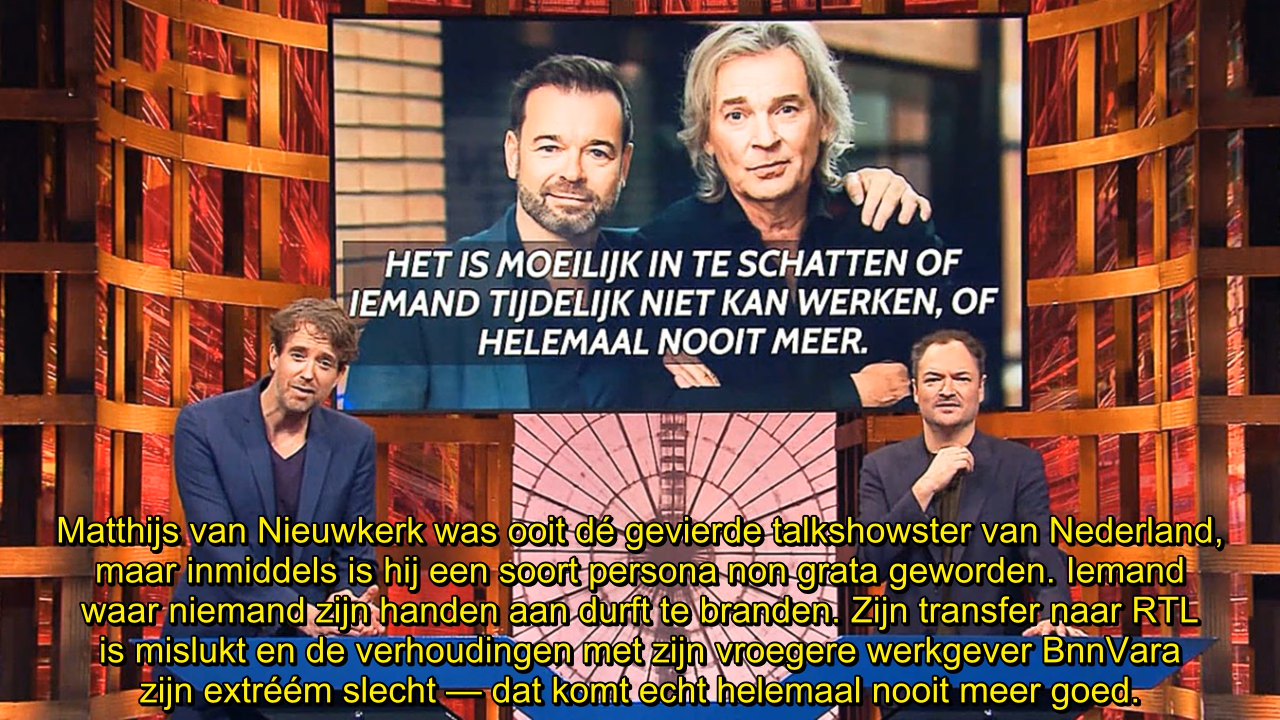 HET IS MOEILIJK IN TE SCHATTEN OF
IEMAND TIJDELIJK NIET KAN WERKEN, OF
HELEMAAL NOOIT MEER.
Matthijs van Nieuwkerk was ooit dé gevierde talkshowster van Nederland,
maar inmiddels is hij een soort persona non grata geworden. Iemand
waar niemand zijn handen aan durft te branden. Zijn transfer naar RTL
is mislukt en de verhoudingen met zijn vroegere werkgever BnnVara
zijn extréém slecht — dat komt echt helemaal nooit meer goed.